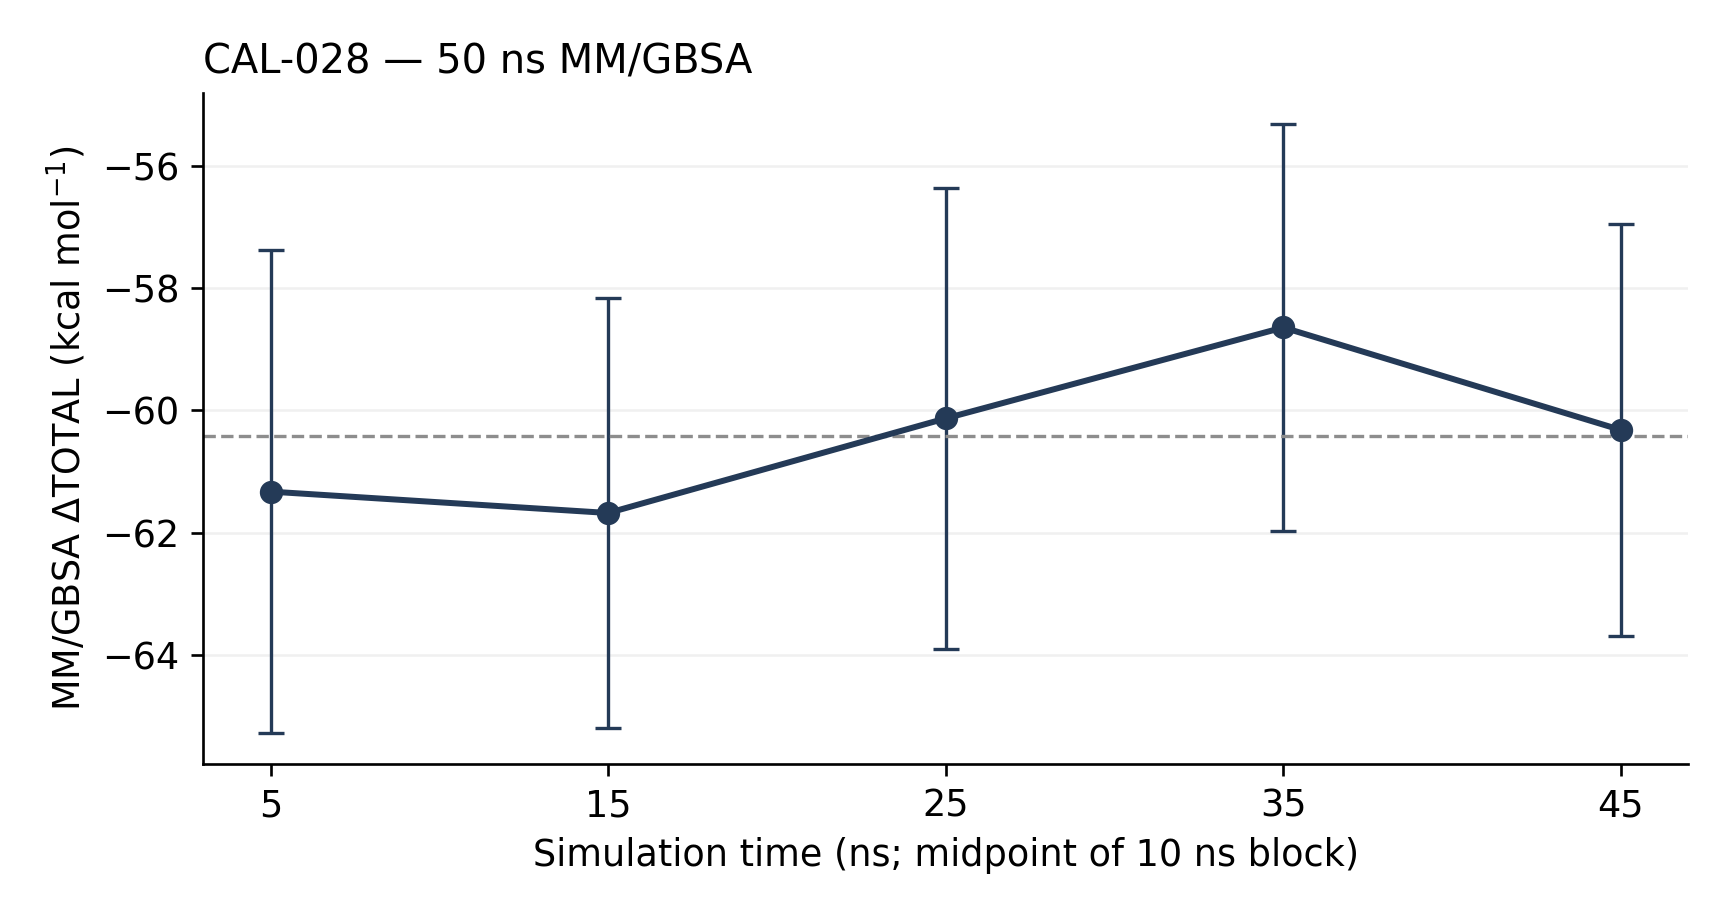 CAL-028 — 50 ns MM/GBSA
MM/GBSA ΔTOTAL (kcal mol⁻¹)
−56
−58
−60
−62
−64
5 15 25 35 45
Simulation time (ns; midpoint of 10 ns block)